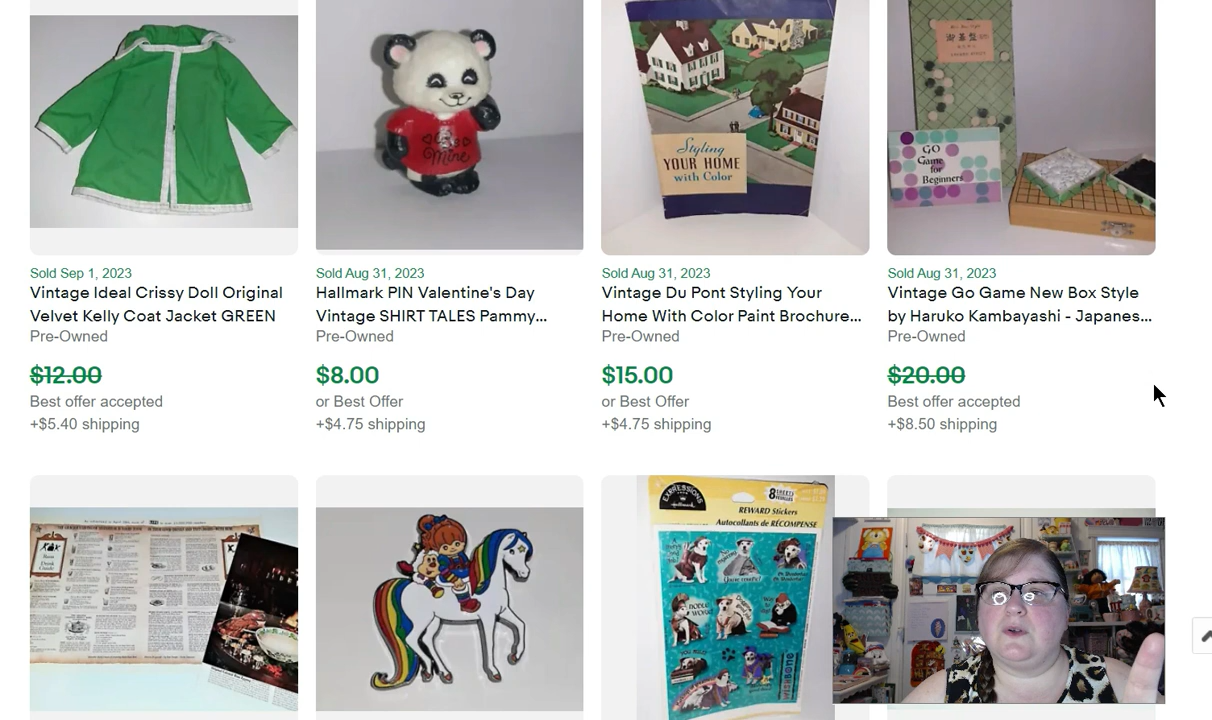 Be
Mine
Styling
YOUR HOME
with Color
GO
Game
for
Beginners
Sold Sep 1, 2023
Vintage Ideal Crissy Doll Original
Velvet Kelly Coat Jacket GREEN
Pre-Owned
$12.00
Best offer accepted
+$5.40 shipping
Sold Aug 31, 2023
Hallmark PIN Valentine's Day
Vintage SHIRT TALES Pammy...
Pre-Owned
$8.00
or Best Offer
+$4.75 shipping
Sold Aug 31, 2023
Vintage Du Pont Styling Your
Home With Color Paint Brochure...
Pre-Owned
$15.00
or Best Offer
+$4.75 shipping
Sold Aug 31, 2023
Vintage Go Game New Box Style
by Haruko Kambayashi - Japanes...
Pre-Owned
$20.00
Best offer accepted
+$8.50 shipping
EXPRESSIONS
Hallmark
8 SHEETS
REWARD Stickers
Autocollants de RÉCOMPENSE
WISHBONE